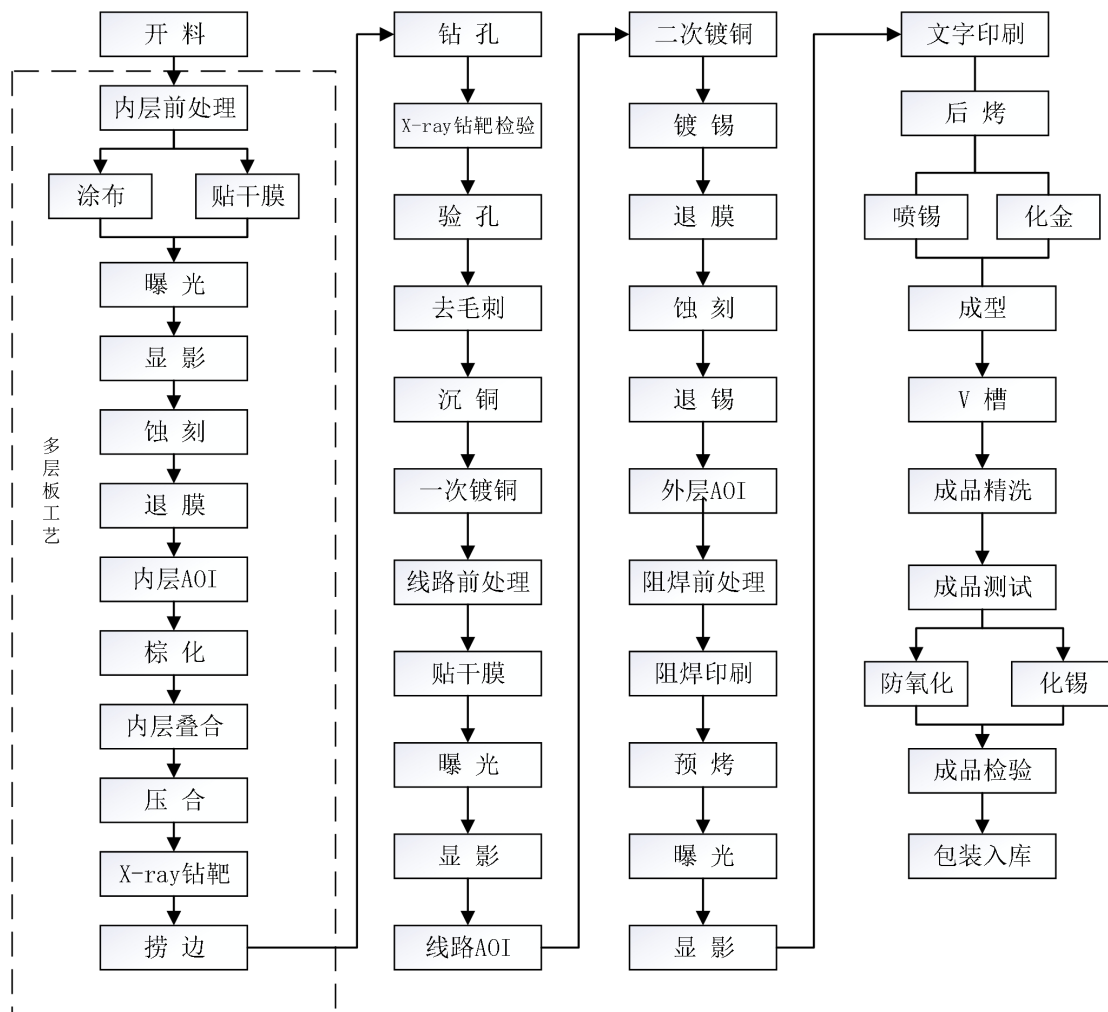 开 料
内层前处理
涂布
贴干膜
曝 光
显 影
蚀 刻
退 膜
内层AOI
棕 化
内层叠合
压 合
X-ray钻靶
捞 边
多层板工艺
钻 孔
X-ray钻靶检验
验 孔
去毛刺
沉 铜
一次镀铜
线路前处理
贴干膜
曝 光
显 影
线路AOI
二次镀铜
镀 锡
退 膜
蚀 刻
退 锡
外层AOI
阻焊前处理
阻焊印刷
预 烤
曝 光
显 影
文字印刷
后 烤
喷锡
化金
成型
V 槽
成品精洗
成品测试
防氧化
化锡
成品检验
包装入库